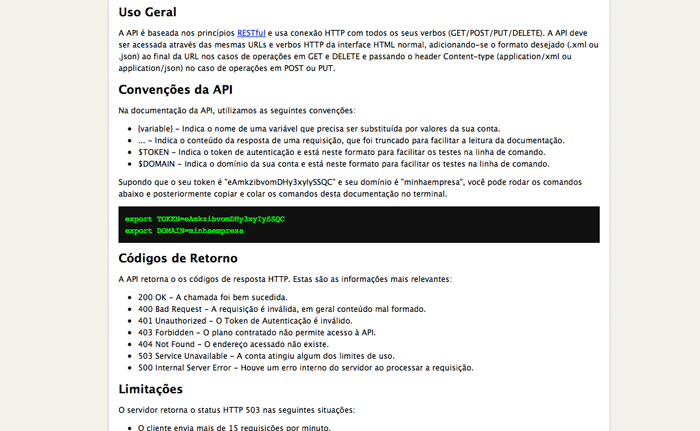 Uso Geral
A API é baseada nos princípios RESTful e usa conexão HTTP com todos os seus verbos (GET/POST/PUT/DELETE). A API deve
ser acessada através das mesmas URLs e verbos HTTP da interface HTML normal, adicionando-se o formato desejado (.xml ou
.json) ao final da URL nos casos de operações em GET e DELETE e passando o header Content-type (application/xml ou
application/json) no caso de operações em POST ou PUT.
Convenções da API
Na documentação da API, utilizamos as seguintes convenções:
• {variable} - Indica o nome de uma variável que precisa ser substituída por valores da sua conta.
• ... - Indica o conteúdo da resposta de uma requisição, que foi truncado para facilitar a leitura da documentação.
• $TOKEN - Indica o token de autenticação e está neste formato para facilitar os testes na linha de comando.
• $DOMAIN - Indica o domínio da sua conta e está neste formato para facilitar os testes na linha de comando.
Supondo que o seu token é "eAmkzibvomDHy3xyIySSQC" e seu domínio é "minhaempresa", você pode rodar os comandos
abaixo e posteriormente copiar e colar os comandos desta documentação no terminal.
export TOKEN=eAmkzibvomDHy3xyIySSQC
export DOMAIN=minhaempresa
Códigos de Retorno
A API retorna o os códigos de resposta HTTP. Estas são as informações mais relevantes:
• 200 OK - A chamada foi bem sucedida.
• 400 Bad Request - A requisição é inválida, em geral conteúdo mal formado.
• 401 Unauthorized - O Token de Autenticação é inválido.
• 403 Forbidden - O plano contratado não permite acesso à API.
• 404 Not Found - O endereço acessado não existe.
• 503 Service Unavailable - A conta atingiu algum dos limites de uso.
• 500 Internal Server Error - Houve um erro interno do servidor ao processar a requisição.
Limitações
O servidor retorna o status HTTP 503 nas seguintes situações:
• O cliente envia mais de 15 requisições por minuto.